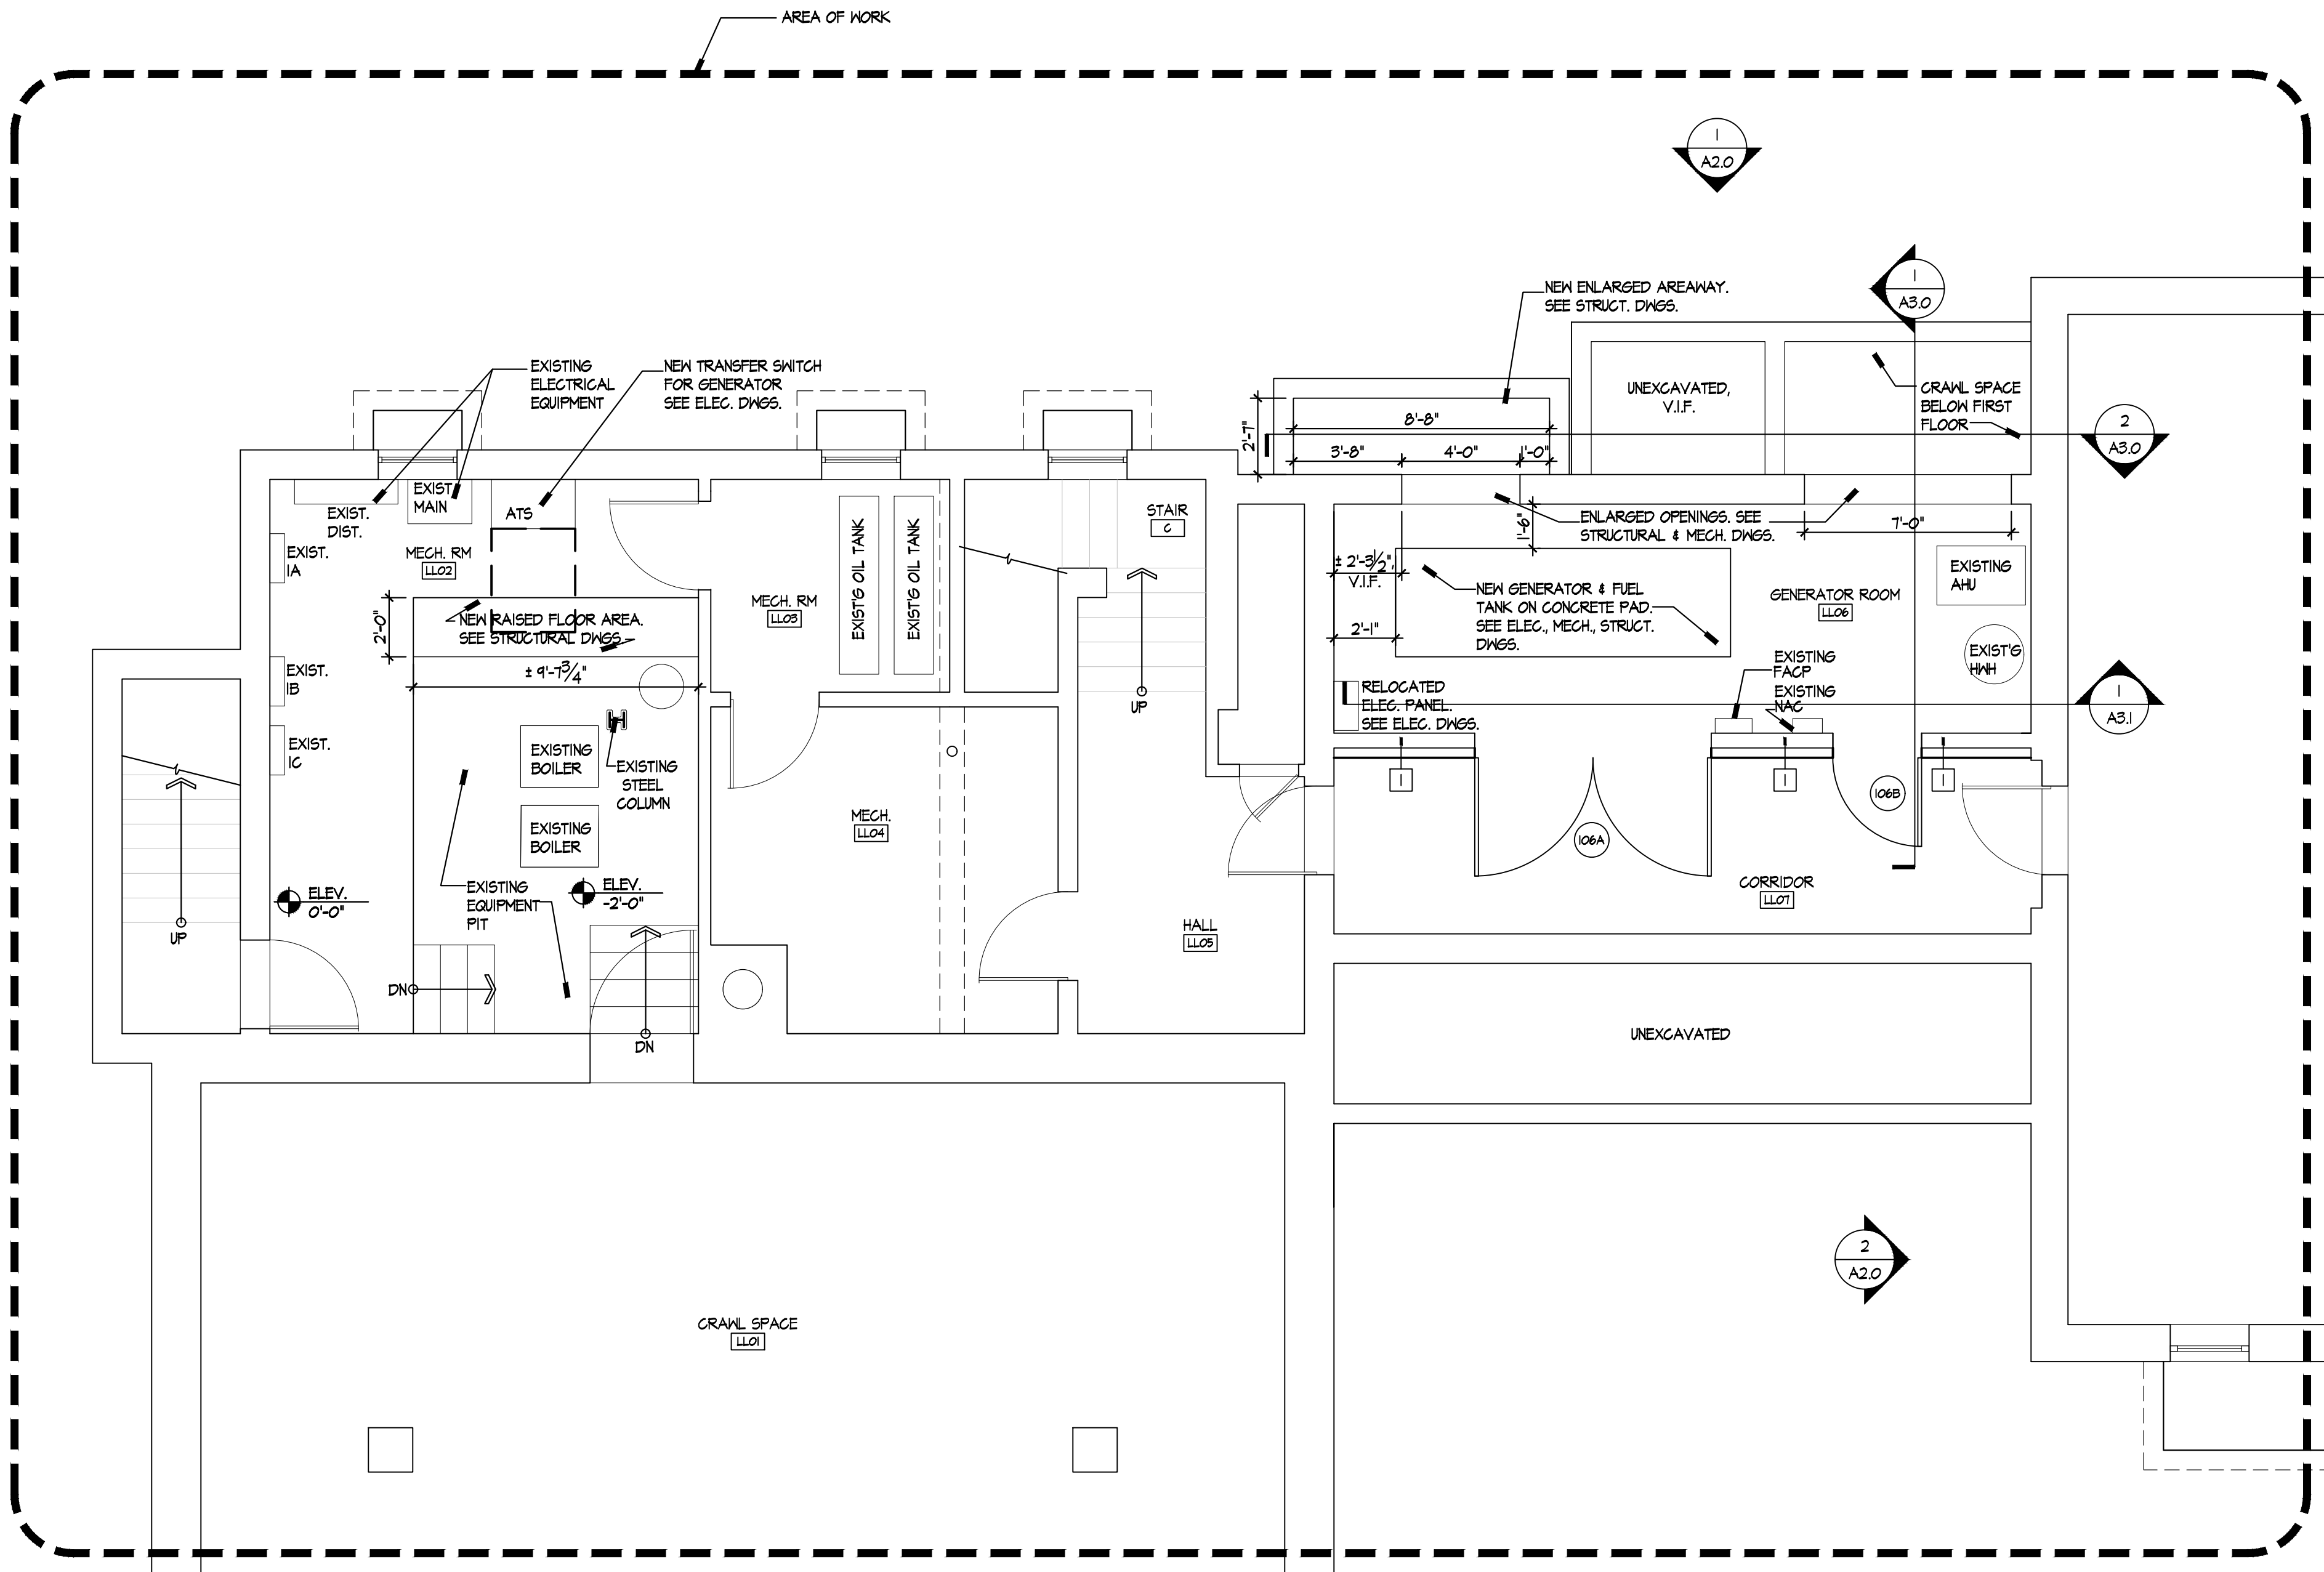 AREA OF WORK
1
A2.0
1
A3.0
NEW ENLARGED AREAWAY.
SEE STRUCT. DWGS.
EXISTING
ELECTRICAL
EQUIPMENT
NEW TRANSFER SWITCH
FOR GENERATOR
SEE ELEC. DWGS.
UNEXCAVATED,
V.I.F.
CRAWL SPACE
BELOW FIRST
FLOOR
2
A3.0
2'-7"
8'-8"
3'-8"
4'-0"
1'-0"
EXIST.
DIST.
EXIST
MAIN
ATS
EXIST.
1A
MECH. RM
LL02
EXIST'G OIL TANK
EXIST'G OIL TANK
STAIR
C
1'-6"
ENLARGED OPENINGS. SEE
STRUCTURAL & MECH. DWGS.
7'-0"
± 2'-3 1/2",
V.I.F.
EXISTING
AHU
NEW GENERATOR & FUEL
TANK ON CONCRETE PAD.
SEE ELEC., MECH., STRUCT.
DWGS.
GENERATOR ROOM
LL06
MECH. RM
LL03
2'-0"
NEW RAISED FLOOR AREA.
SEE STRUCTURAL DWGS.
2'-1"
EXIST'G
HWH
EXIST.
1B
± 9'-7 3/4"
EXISTING
FACP
EXISTING
NAC
RELOCATED
ELEC. PANEL.
SEE ELEC. DWGS.
1
A3.1
UP
EXIST.
1C
EXISTING
BOILER
EXISTING
STEEL
COLUMN
1
1
1
106B
EXISTING
BOILER
MECH.
LL04
106A
ELEV.
0'-0"
EXISTING
EQUIPMENT
PIT
ELEV.
-2'-0"
CORRIDOR
LL07
UP
HALL
LL05
DN
DN
UNEXCAVATED
2
A2.0
CRAWL SPACE
LL01